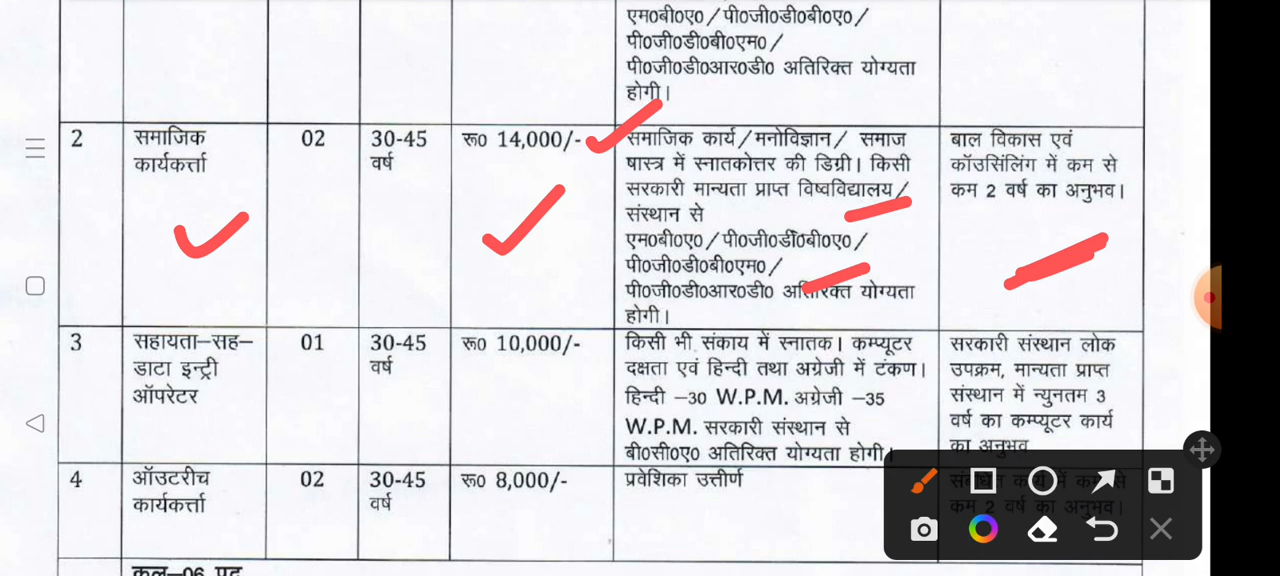 एम0बी0ए0/पी0जी0डी0बी0ए0/
पी0जी0डी0बी0एम0/
पी0जी0डी0आर0डी0 अतिरिक्त योग्यता
होगी।
2
समाजिक
कार्यकर्त्ता
02
30-45
वर्ष
रू0 14,000/-
समाजिक कार्य/मनोविज्ञान/ समाज
षास्त्र में स्नातकोत्तर की डिग्री। किसी
सरकारी मान्यता प्राप्त विष्वविद्यालय/
संस्थान से
एम0बी0ए0/पी0जी0डी0बी0ए0/
पी0जी0डी0बी0एम0/
पी0जी0डी0आर0डी0 अतिरिक्त योग्यता
होगी।
बाल विकास एवं
कॉउसिंलिंग में कम से
कम 2 वर्ष का अनुभव।
3
सहायता–सह–
डाटा इन्ट्री
ऑपरेटर
01
30-45
वर्ष
रू0 10,000/-
किसी भी संकाय में स्नातक। कम्प्यूटर
दक्षता एवं हिन्दी तथा अग्रेजी में टंकण।
हिन्दी –30 W.P.M. अग्रेजी –35
W.P.M. सरकारी संस्थान से
बी0सी0ए0 अतिरिक्त योग्यता होगी।
सरकारी संस्थान लोक
उपक्रम, मान्यता प्राप्त
संस्थान में न्युनतम 3
वर्ष का कम्प्यूटर कार्य
का अनुभव
4
ऑउटरीच
कार्यकर्त्ता
02
30-45
वर्ष
रू0 8,000/-
प्रवेशिका उत्तीर्ण
संबंधित कार्य में कम से
कम 2 वर्ष का अनुभव।
कुल–06 पद